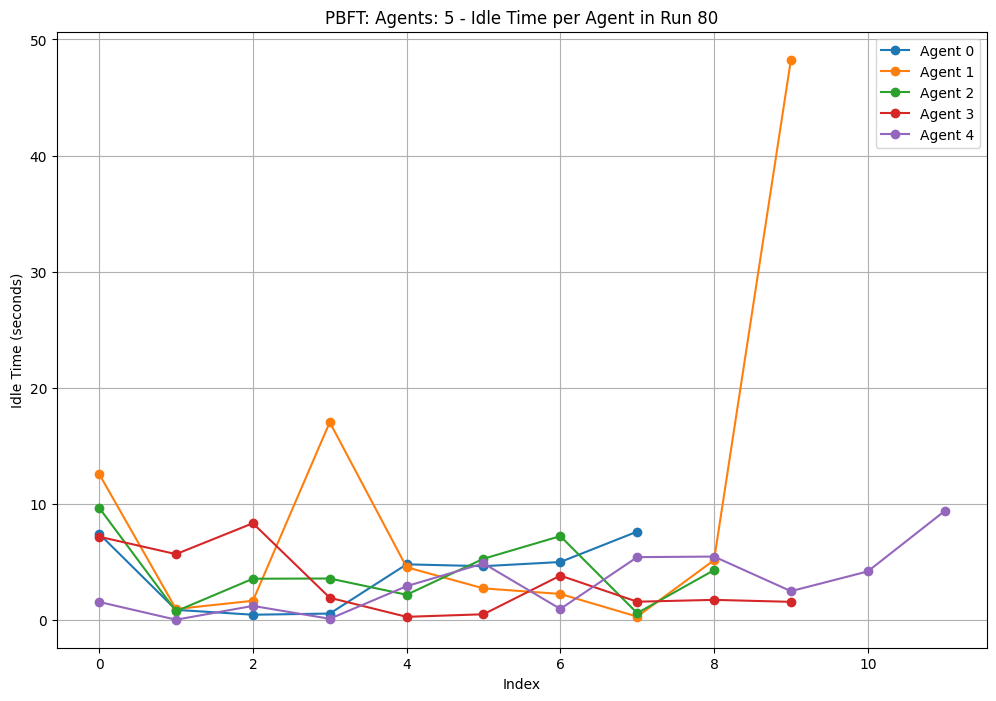 PBFT: Agents: 5 - Idle Time per Agent in Run 80
Idle Time (seconds)
50
40
30
20
10
0
0 2 4 6 8 10
Index
Agent 0
Agent 1
Agent 2
Agent 3
Agent 4